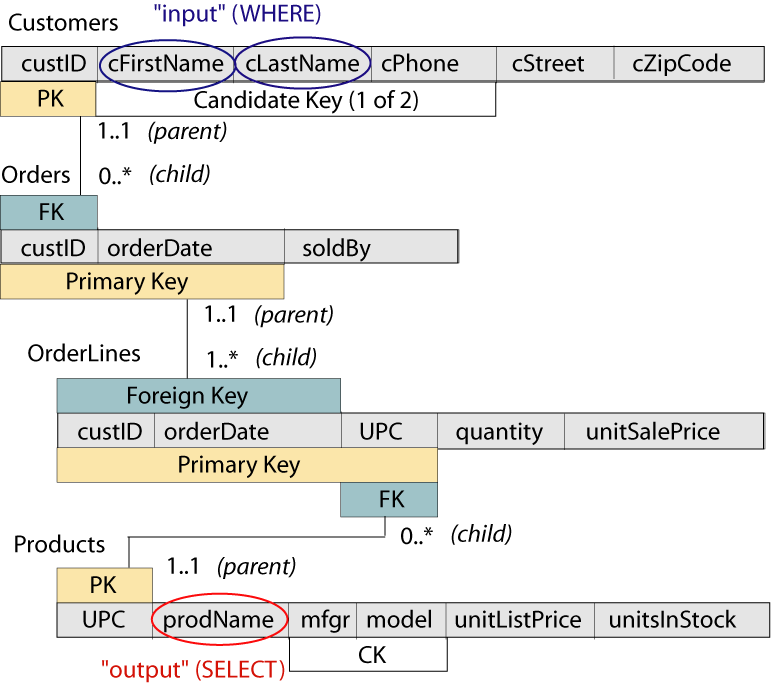 "input" (WHERE)
Customers
custID cFirstName cLastName cPhone cStreet cZipCode
PK Candidate Key (1 of 2)
1..1 (parent)
Orders 0..* (child)
FK
custID orderDate soldBy
Primary Key
1..1 (parent)
OrderLines 1..* (child)
Foreign Key
custID orderDate UPC quantity unitSalePrice
Primary Key
FK
0..* (child)
Products
1..1 (parent)
PK
UPC prodName mfgr model unitListPrice unitsInStock
CK
"output" (SELECT)